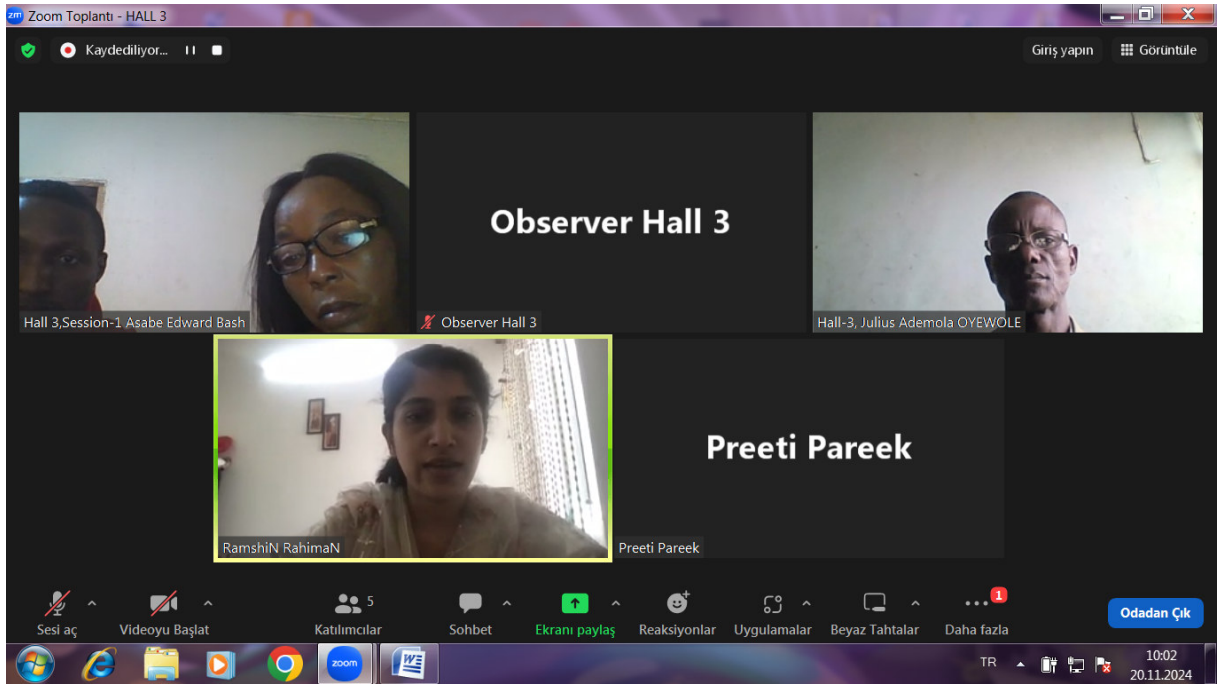 zm Zoom Toplantı - HALL 3
Kaydediliyor...
Giriş yapın
Görüntüle
Observer Hall 3
Hall 3,Session-1 Asabe Edward Bash
Observer Hall 3
Hall-3, Julius Ademola OYEWOLE
Preeti Pareek
RamshiN RahimaN
Preeti Pareek
5
1
Sesi aç
Videoyu Başlat
Katılımcılar
Sohbet
Ekranı paylaş
Reaksiyonlar
Uygulamalar
Beyaz Tahtalar
Daha fazla
Odadan Çık
zoom
W
TR
10:02
20.11.2024